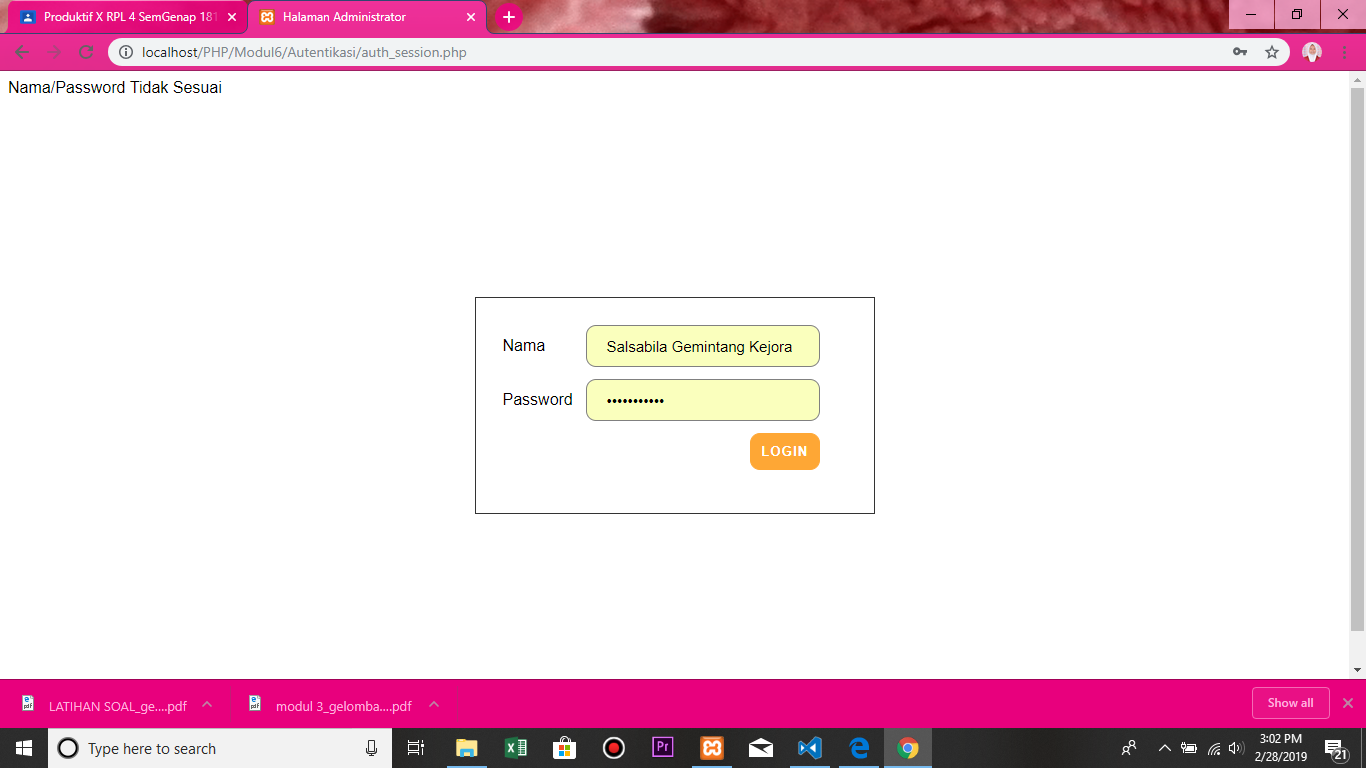 Produktif X RPL 4 SemGenap 181
Halaman Administrator
localhost/PHP/Modul6/Autentikasi/auth_session.php
Nama/Password Tidak Sesuai
Nama
Salsabila Gemintang Kejora
Password
•••••••••••
LOGIN
LATIHAN SOAL_ge....pdf
modul 3_gelomba....pdf
Show all
Type here to search
Pr
3:02 PM
2/28/2019
21